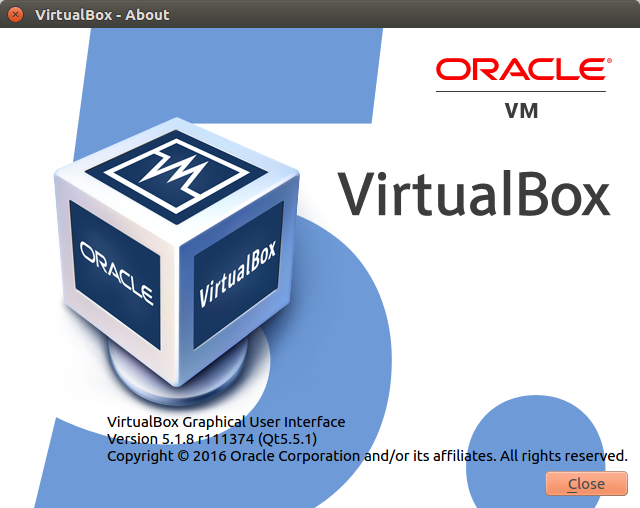 VirtualBox - About
ORACLE®
VM
VirtualBox
ORACLE
VirtualBox
5.
VirtualBox Graphical User Interface
Version 5.1.8 r111374 (Qt5.5.1)
Copyright © 2016 Oracle Corporation and/or its affiliates. All rights reserved.
Close